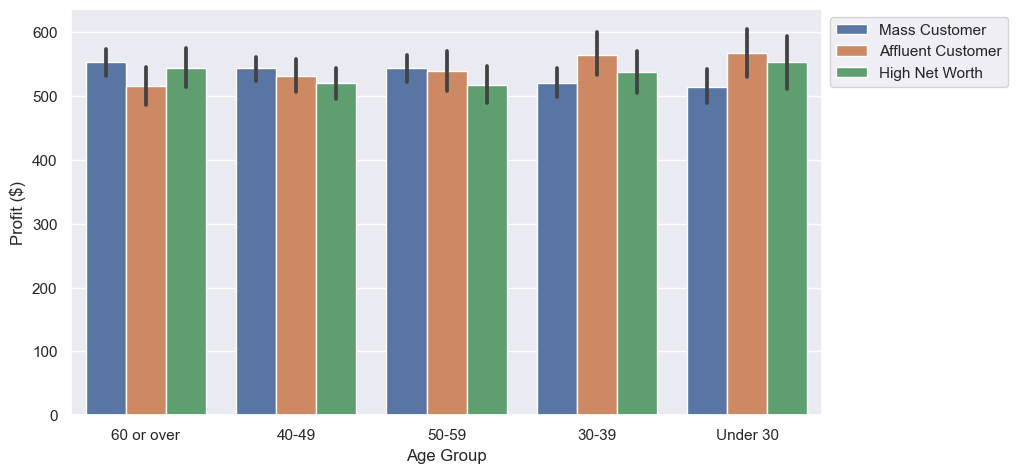 600
500
400
300
200
100
0
Profit ($)
60 or over
40-49
50-59
30-39
Under 30
Age Group
Mass Customer
Affluent Customer
High Net Worth